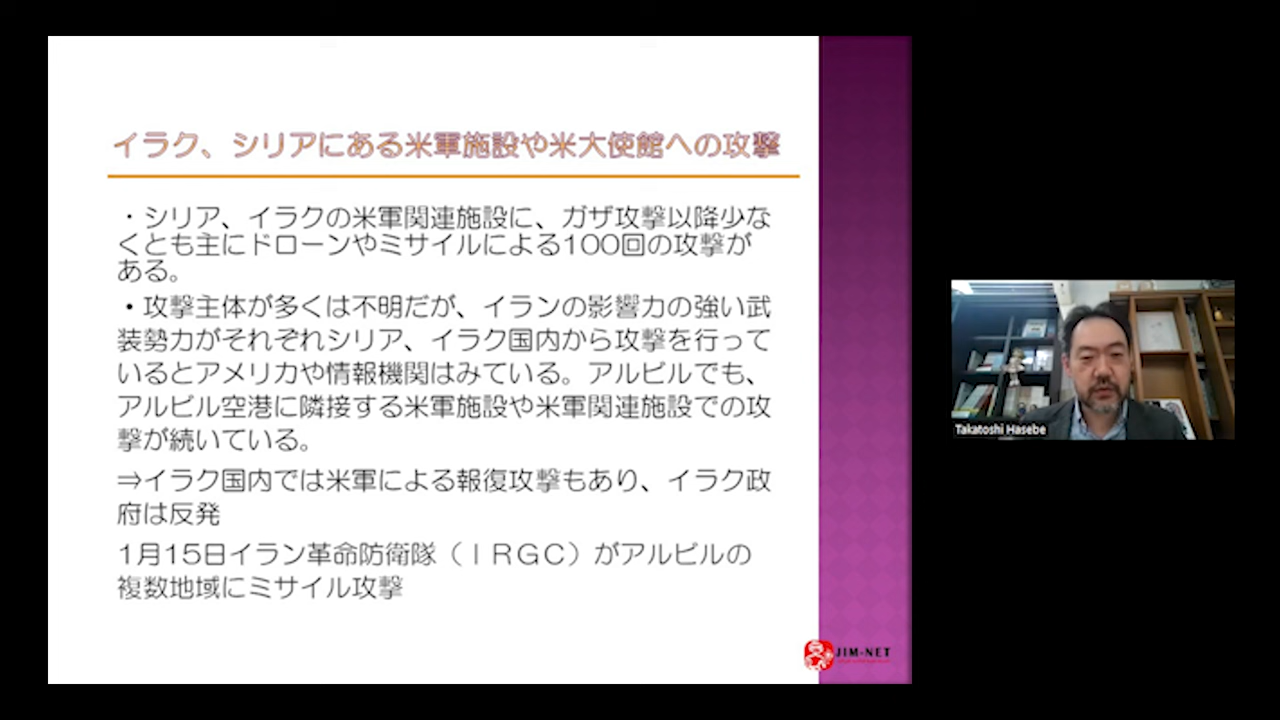 イラク、シリアにある米軍施設や米大使館への攻撃
・シリア、イラクの米軍関連施設に、ガザ攻撃以降少な
くとも主にドローンやミサイルによる100回の攻撃が
ある。
・攻撃主体が多くは不明だが、イランの影響力の強い武
装勢力がそれぞれシリア、イラク国内から攻撃を行って
いるとアメリカや情報機関はみている。アルビルでも、
アルビル空港に隣接する米軍施設や米軍関連施設での攻
撃が続いている。
⇒イラク国内では米軍による報復攻撃もあり、イラク政
府は反発
1月15日イラン革命防衛隊（ＩＲＧＣ）がアルビルの
複数地域にミサイル攻撃
JIM-NET
Takatoshi Hasebe